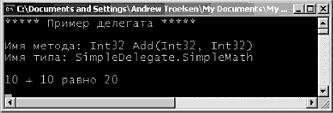 C:\Documents and Settings\Andrew Troelsen\My Documents\My ...
***** Пример делегата *****
Имя метода: Int32 Add(Int32, Int32)
Имя типа: SimpleDelegate.SimpleMath
10 + 10 равно 20